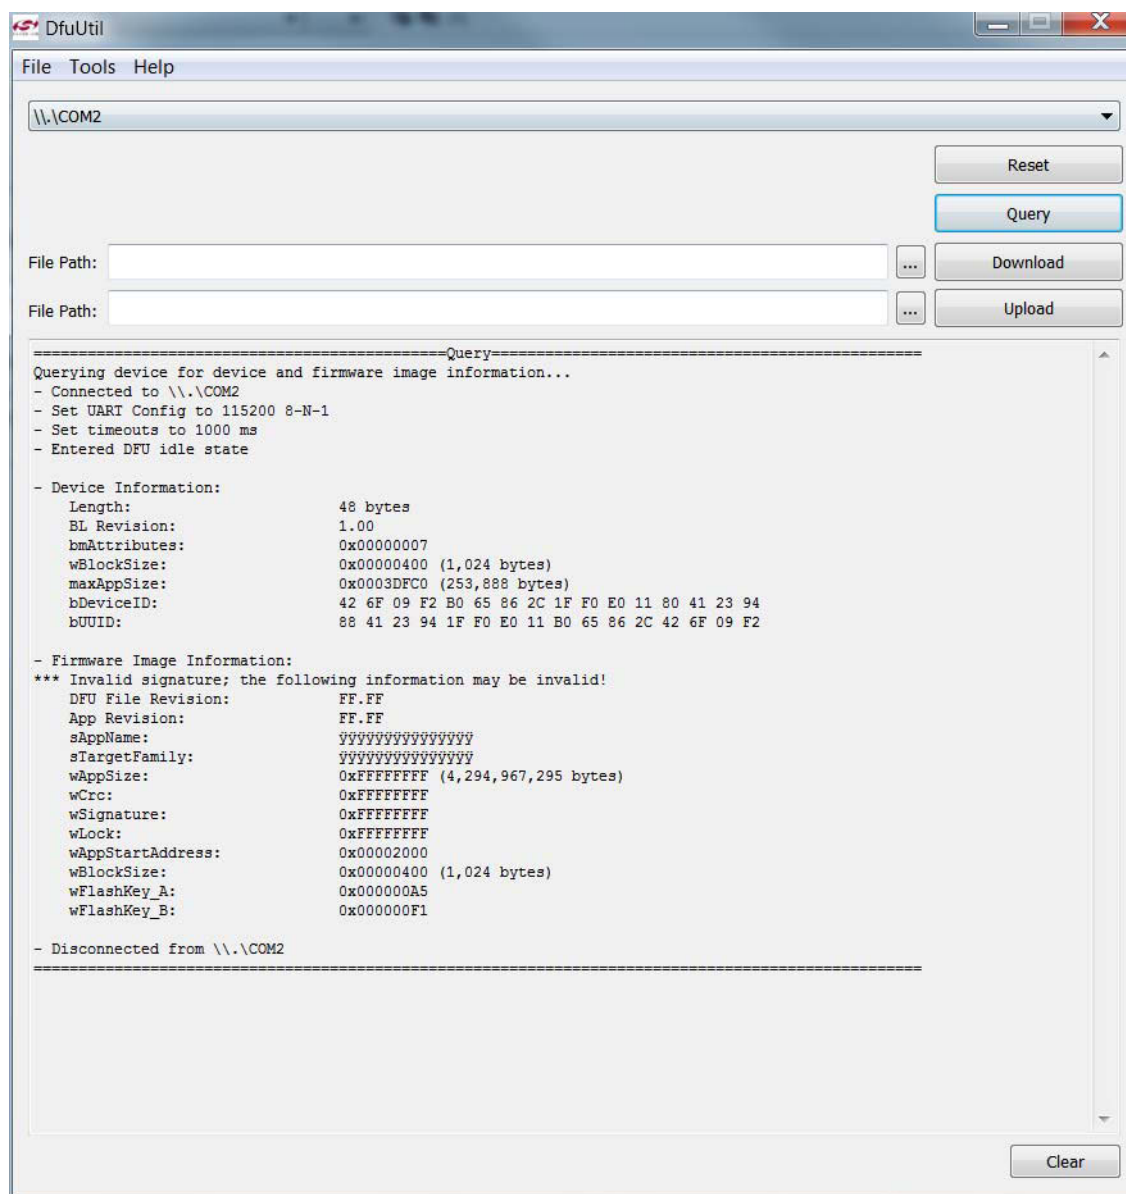 DfuUtil
File Tools Help
\\.\COM2
Reset
Query
File Path: ... Download
File Path: ... Upload
==============================================Query================================================
Querying device for device and firmware image information...
- Connected to \\.\COM2
- Set UART Config to 115200 8-N-1
- Set timeouts to 1000 ms
- Entered DFU idle state
- Device Information:
Length: 48 bytes
BL Revision: 1.00
bmAttributes: 0x00000007
wBlockSize: 0x00000400 (1,024 bytes)
maxAppSize: 0x0003DFC0 (253,888 bytes)
bDeviceID: 42 6F 09 F2 B0 65 86 2C 1F F0 E0 11 80 41 23 94
bUUID: 88 41 23 94 1F F0 E0 11 B0 65 86 2C 42 6F 09 F2
- Firmware Image Information:
*** Invalid signature; the following information may be invalid!
DFU File Revision: FF.FF
App Revision: FF.FF
sAppName: ÿÿÿÿÿÿÿÿÿÿÿÿÿÿÿ
sTargetFamily: ÿÿÿÿÿÿÿÿÿÿÿÿÿÿÿ
wAppSize: 0xFFFFFFFF (4,294,967,295 bytes)
wCrc: 0xFFFFFFFF
wSignature: 0xFFFFFFFF
wLock: 0xFFFFFFFF
wAppStartAddress: 0x00002000
wBlockSize: 0x00000400 (1,024 bytes)
wFlashKey_A: 0x000000A5
wFlashKey_B: 0x000000F1
- Disconnected from \\.\COM2
===================================================================================================
Clear